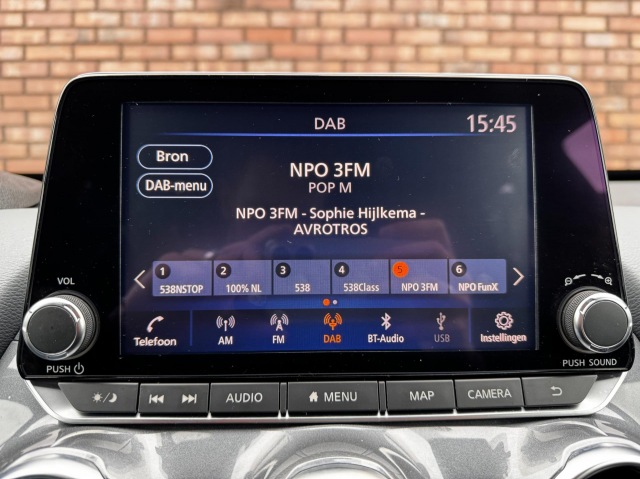 DAB
15:45
Bron
NPO 3FM
POP M
DAB-menu
NPO 3FM - Sophie Hijlkema -
AVROTROS
1 2 3 4 5 6
538NSTOP 100% NL 538 538Class NPO 3FM NPO FunX
Telefoon AM FM DAB BT-Audio USB Instellingen
VOL
PUSH
PUSH SOUND
AUDIO MENU MAP CAMERA